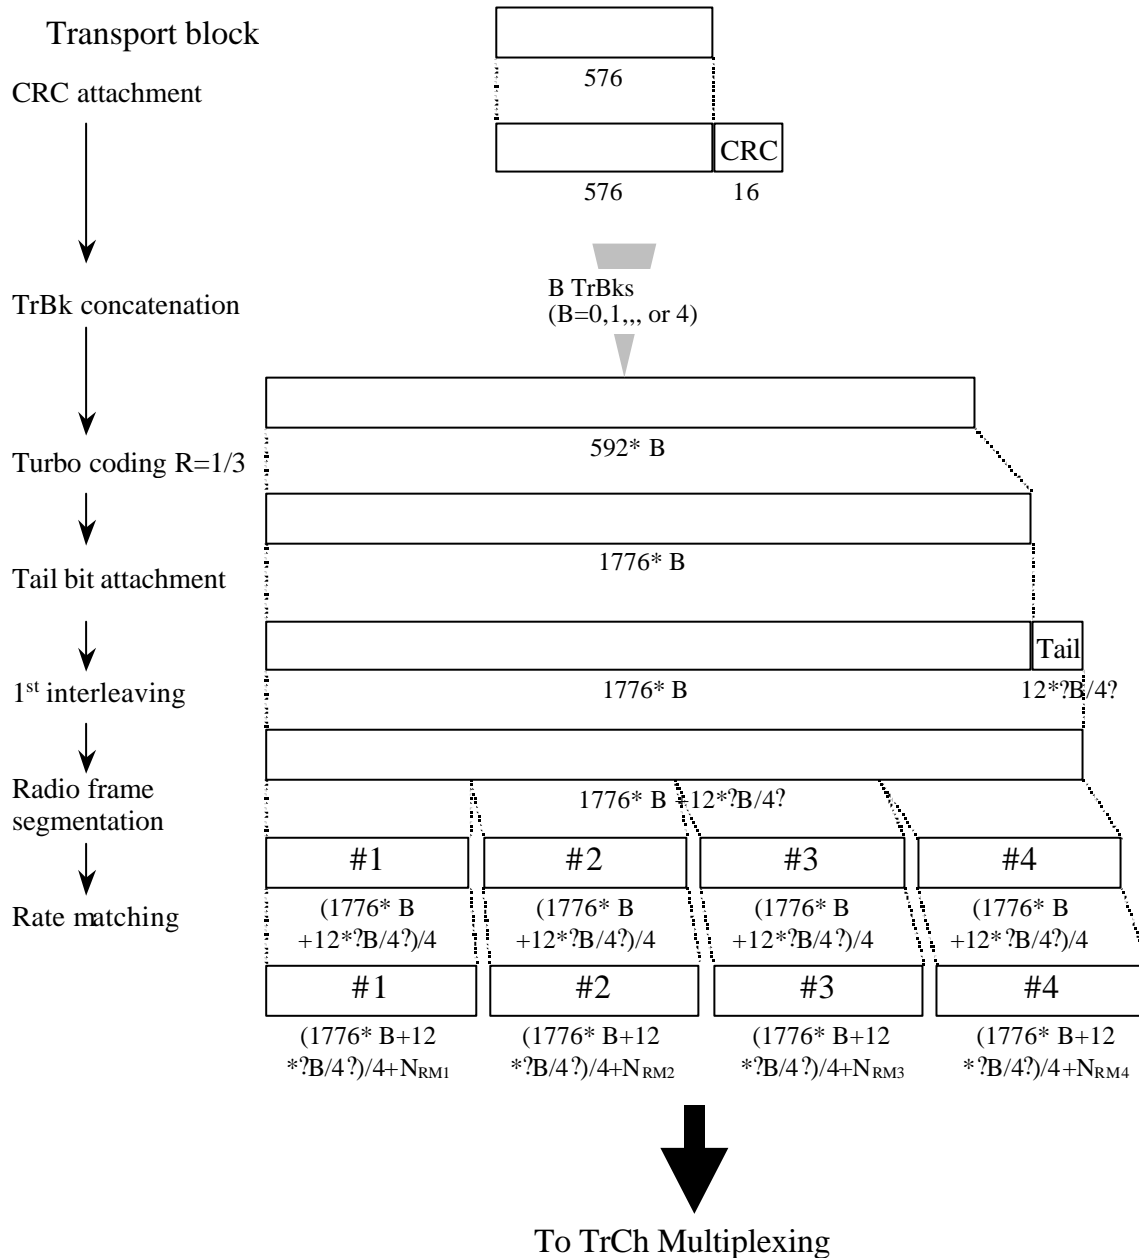 Transport block
576
CRC attachment
CRC
576 16
B TrBks
(B=0,1,,, or 4)
TrBk concatenation
592* B
Turbo coding R=1/3
1776* B
Tail bit attachment
Tail
1776* B 12*?B/4?
1st interleaving
1776* B +12*?B/4?
Radio frame
segmentation
#1 #2 #3 #4
Rate matching
(1776* B (1776* B (1776* B (1776* B
+12*?B/4?)/4 +12*?B/4?)/4 +12*?B/4?)/4 +12*?B/4?)/4
#1 #2 #3 #4
(1776* B+12 (1776* B+12 (1776* B+12 (1776* B+12
*?B/4?)/4+NRM1 *?B/4?)/4+NRM2 *?B/4?)/4+NRM3 *?B/4?)/4+NRM4
To TrCh Multiplexing